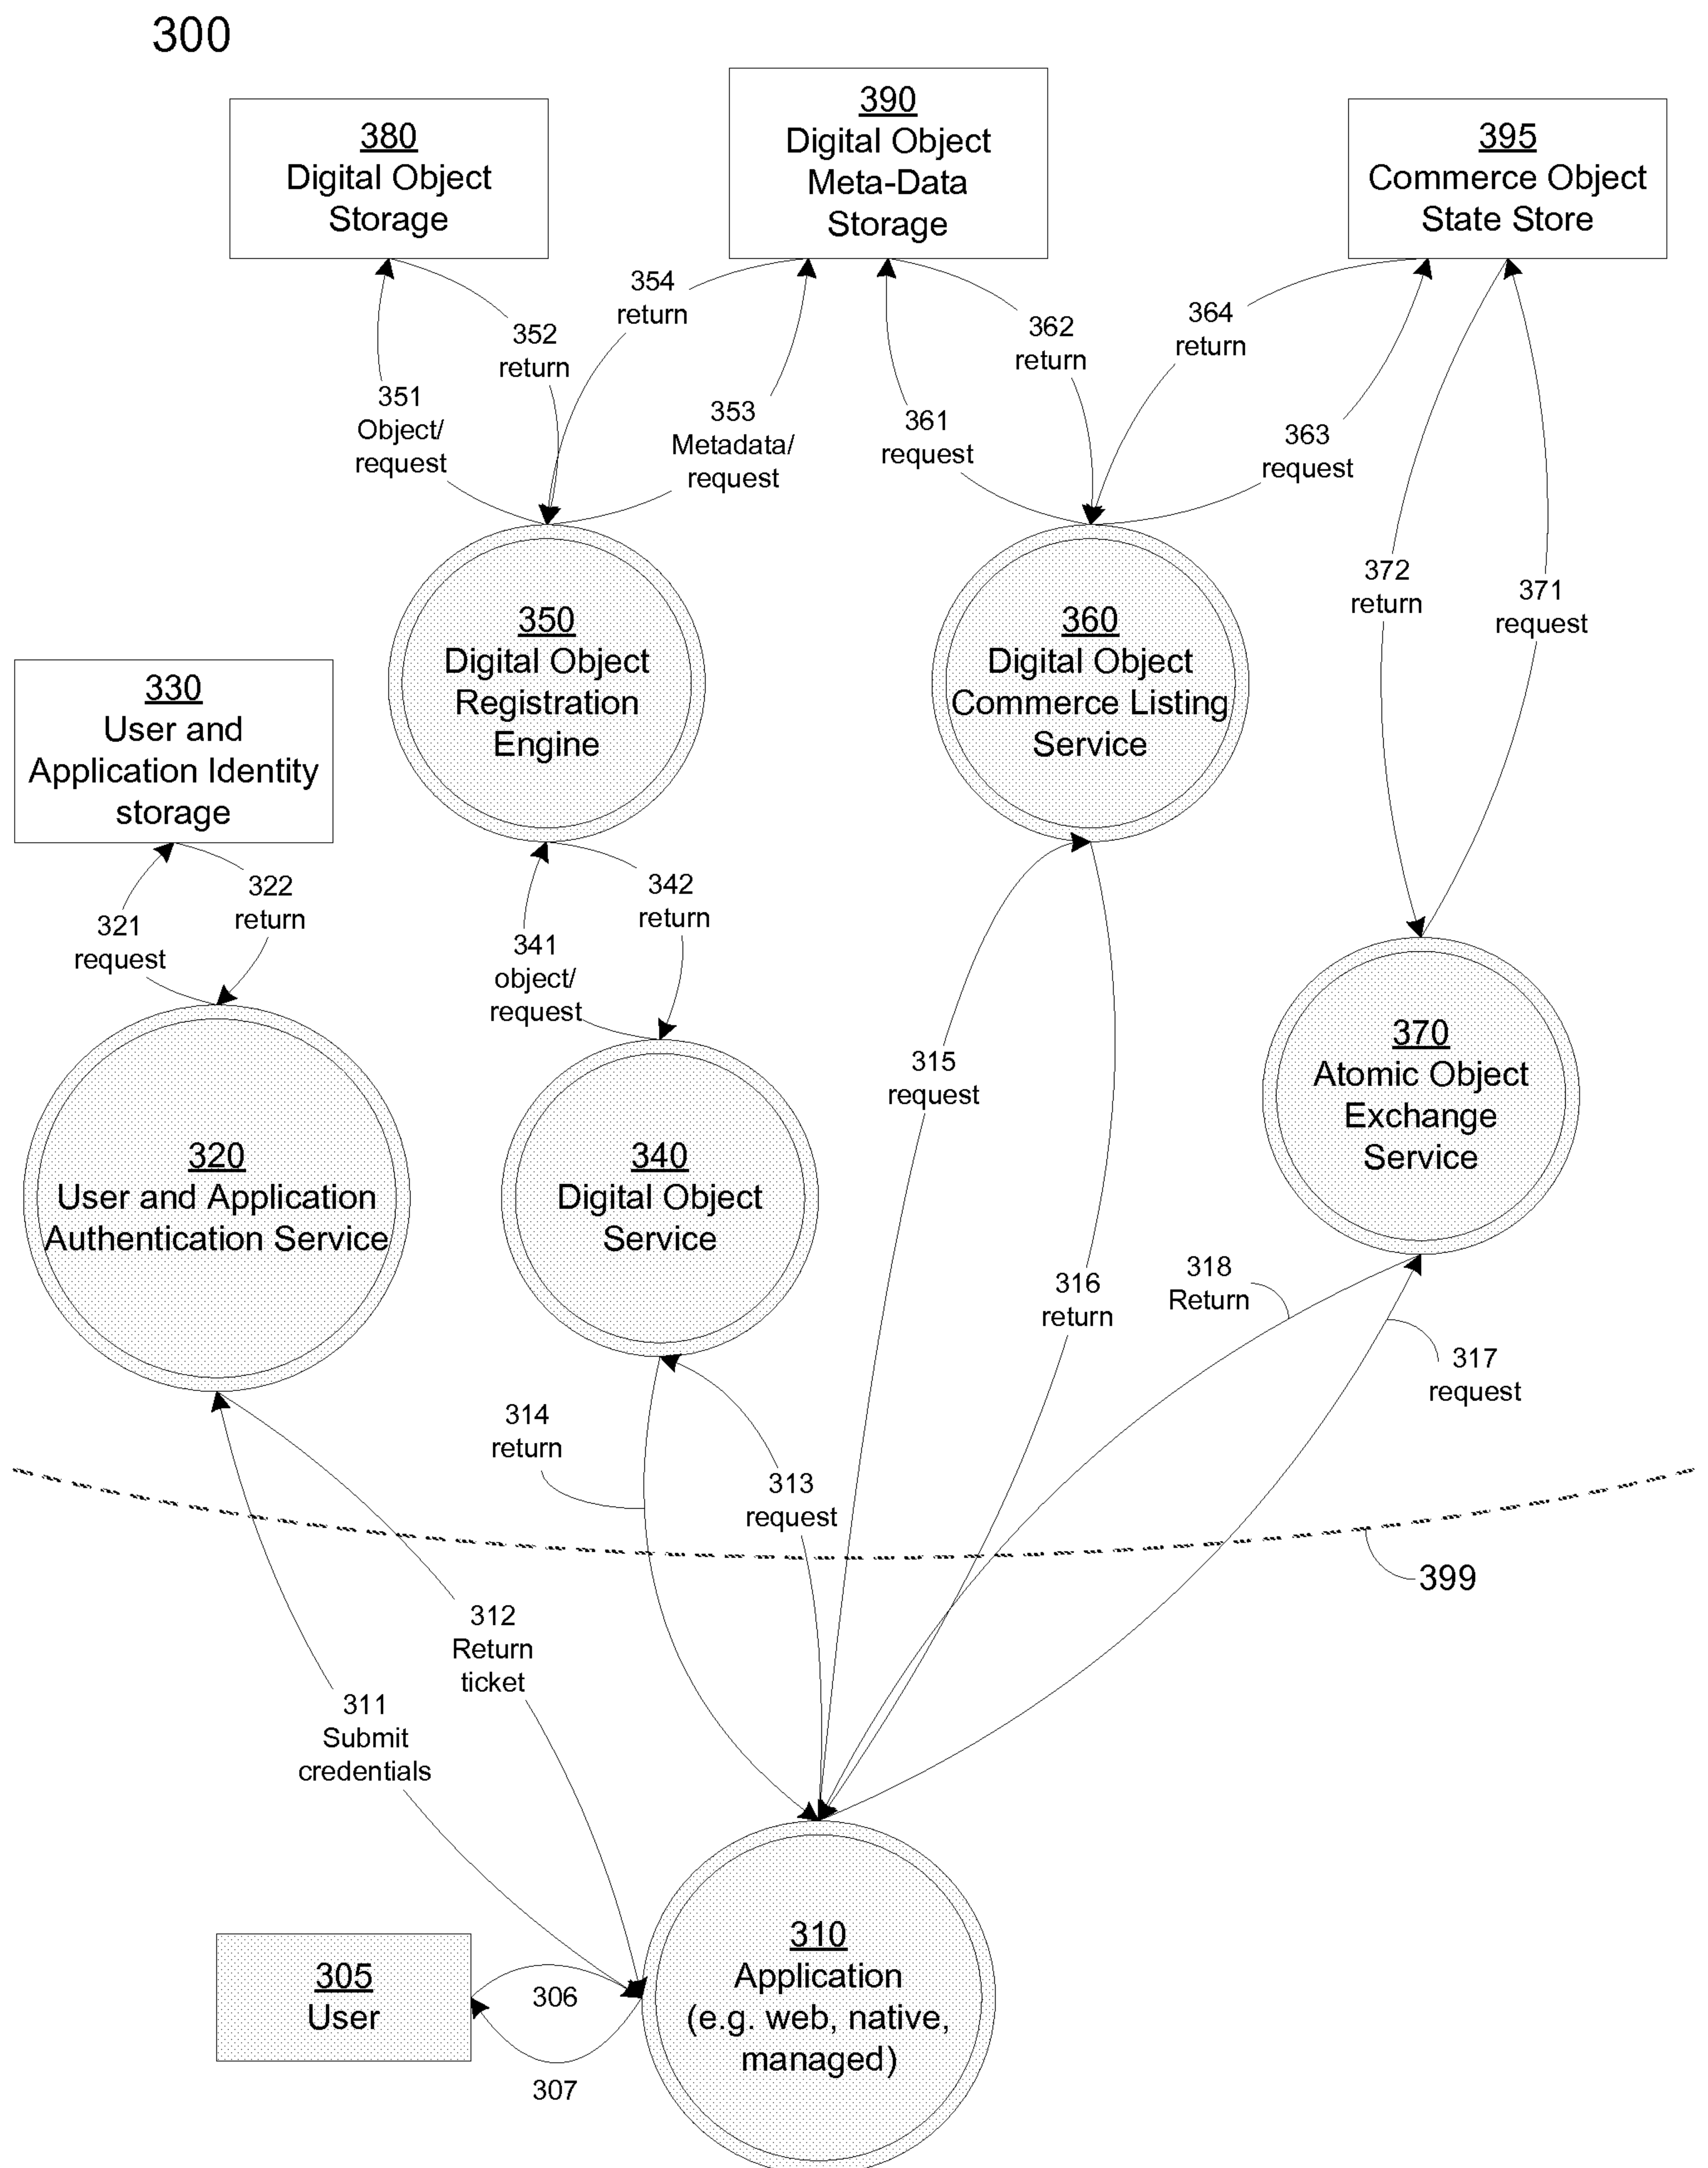 300
380
Digital Object
Storage
390
Digital Object
Meta-Data
Storage
395
Commerce Object
State Store
354
return
352
return
362
return
364
return
351
Object/
request
353
Metadata/
request
361
request
363
request
372
return
371
request
350
Digital Object
Registration
Engine
360
Digital Object
Commerce Listing
Service
330
User and
Application Identity
storage
322
return
321
request
342
return
341
object/
request
315
request
370
Atomic Object
Exchange
Service
320
User and Application
Authentication Service
340
Digital Object
Service
316
return
318
Return
317
request
314
return
313
request
399
312
Return
ticket
311
Submit
credentials
305
User
306
307
310
Application
(e.g. web, native,
managed)